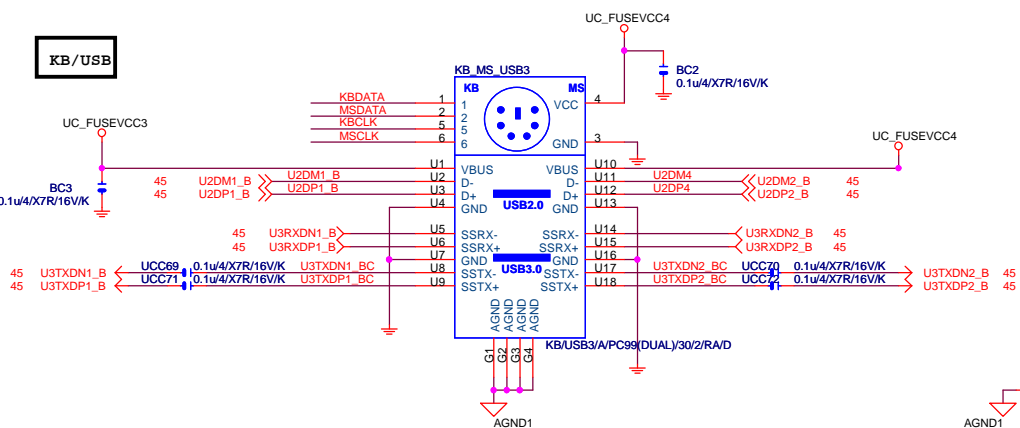 UC_FUSEVCC4
KB/USB
KB_MS_USB3
BC2
0.1u/4/X7R/16V/K
KB MS
KBDATA 1 1 VCC 4
MSDATA 2 2
KBCLK 5 5
MSCLK 6 6 GND 3
UC_FUSEVCC3
UC_FUSEVCC4
U1 VBUS VBUS U10
BC3
0.1u/4/X7R/16V/K
45 U2DM1_B U2DM1_B U2 D- D- U11 U2DM4 U2DM2_B 45
45 U2DP1_B U2DP1_B U3 D+ D+ U12 U2DP4 U2DP2_B 45
U4 GND USB2.0 GND U13
45 U3RXDN1_B U5 SSRX- SSRX- U14 U3RXDN2_B 45
45 U3RXDP1_B U6 SSRX+ SSRX+ U15 U3RXDP2_B 45
U7 GND GND U16
45 U3TXDN1_B UCC69 0.1u/4/X7R/16V/K U3TXDN1_BC U8 SSTX- USB3.0 SSTX- U17 U3TXDN2_BC UCC70 0.1u/4/X7R/16V/K U3TXDN2_B 45
45 U3TXDP1_B UCC71 0.1u/4/X7R/16V/K U3TXDP1_BC U9 SSTX+ SSTX+ U18 U3TXDP2_BC UCC72 0.1u/4/X7R/16V/K U3TXDP2_B 45
AGND AGND AGND AGND
G1 G2 G3 G4
KB/USB3/A/PC99(DUAL)/30/2/RA/D
AGND1
AGND1